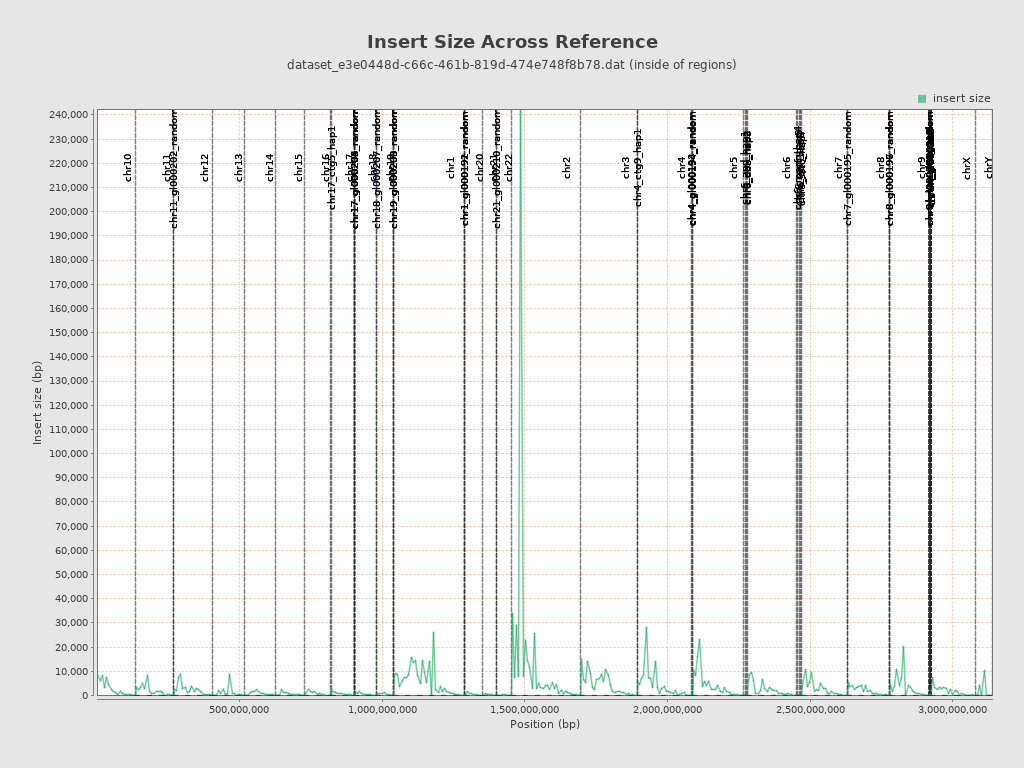 Insert Size Across Reference
dataset_e3e0448d-c66c-461b-819d-474e748f8b78.dat (inside of regions)
insert size
240,000
230,000
220,000
210,000
200,000
190,000
180,000
170,000
160,000
150,000
140,000
130,000
120,000
110,000
100,000
90,000
80,000
70,000
60,000
50,000
40,000
30,000
20,000
10,000
0
Insert size (bp)
chr10
chr11
chr11_gl000202_random
chr12
chr13
chr14
chr15
chr16
chr17_ctg5_hap1
chr17
chr18_gl000207_random
chr1
chr1_gl000192_random
chr20
chr21_gl000210_random
chr22
chr2
chr3
chr4_ctg9_hap1
chr4
chr5
chr6
chr7
chr7_gl000195_random
chr8
chr9
chrX
chrY
500,000,000
1,000,000,000
1,500,000,000
2,000,000,000
2,500,000,000
3,000,000,000
Position (bp)